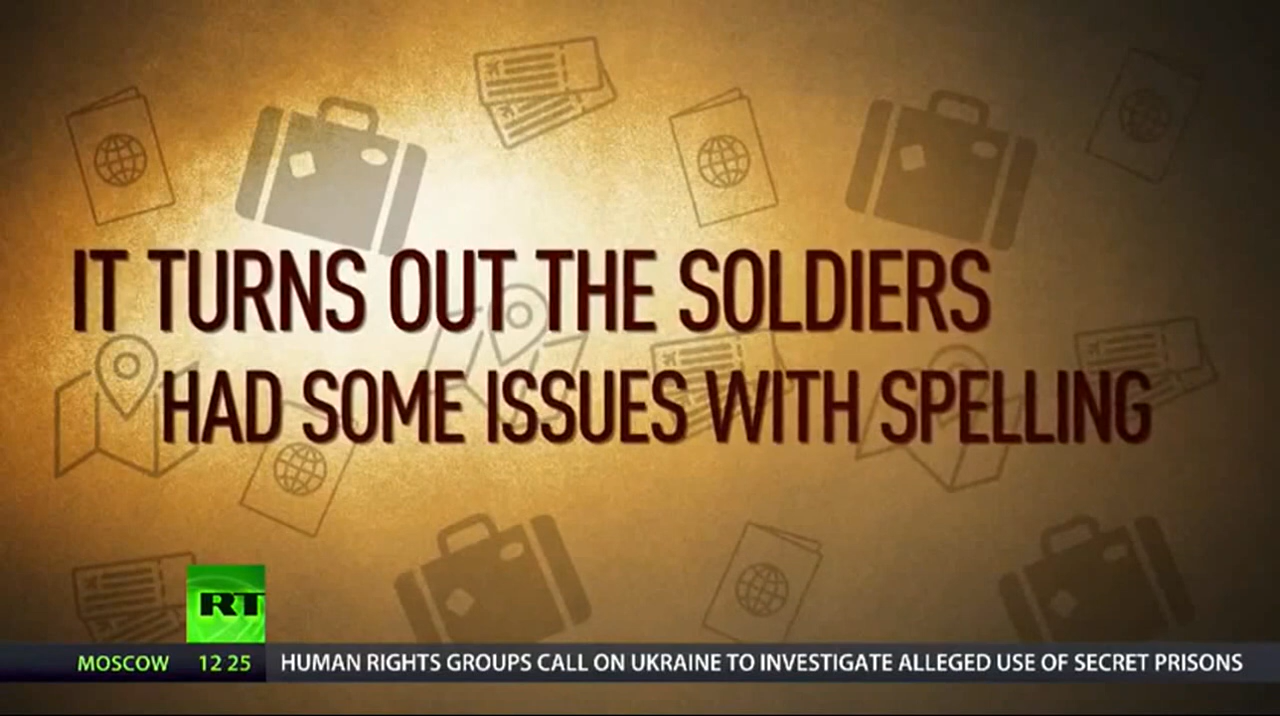 IT TURNS OUT THE SOLDIERS
HAD SOME ISSUES WITH SPELLING
RT
MOSCOW 12 25 HUMAN RIGHTS GROUPS CALL ON UKRAINE TO INVESTIGATE ALLEGED USE OF SECRET PRISONS